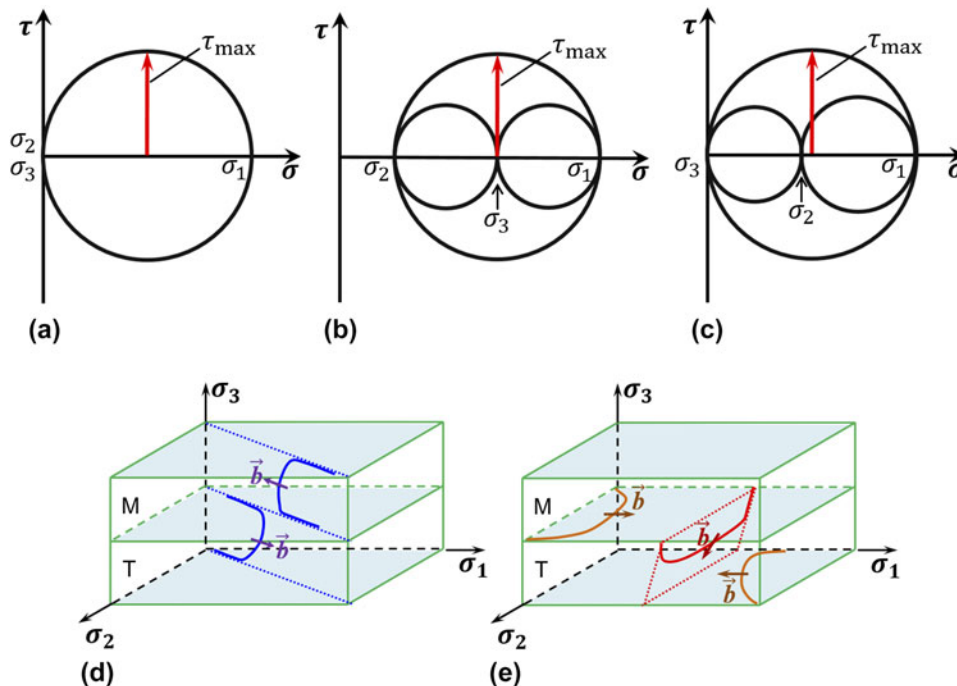 τ τ τ
τmax τmax τmax
σ2
σ3 σ1 σ σ2 σ1 σ σ3 σ1 σ
σ3 σ2
(a) (b) (c)
σ3 σ3
b⃗
M M b⃗
b⃗ b⃗
T σ1 T b⃗ σ1
σ2 σ2
(d) (e)